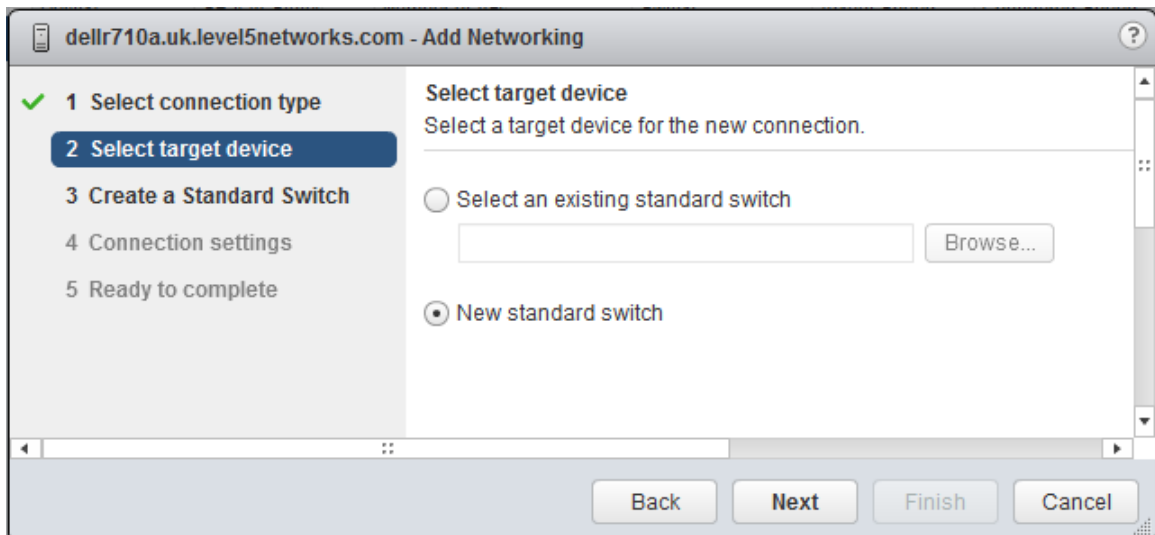 dellr710a.uk.level5networks.com - Add Networking
?
1 Select connection type
2 Select target device
3 Create a Standard Switch
4 Connection settings
5 Ready to complete
Select target device
Select a target device for the new connection.
Select an existing standard switch
Browse...
New standard switch
Back
Next
Finish
Cancel